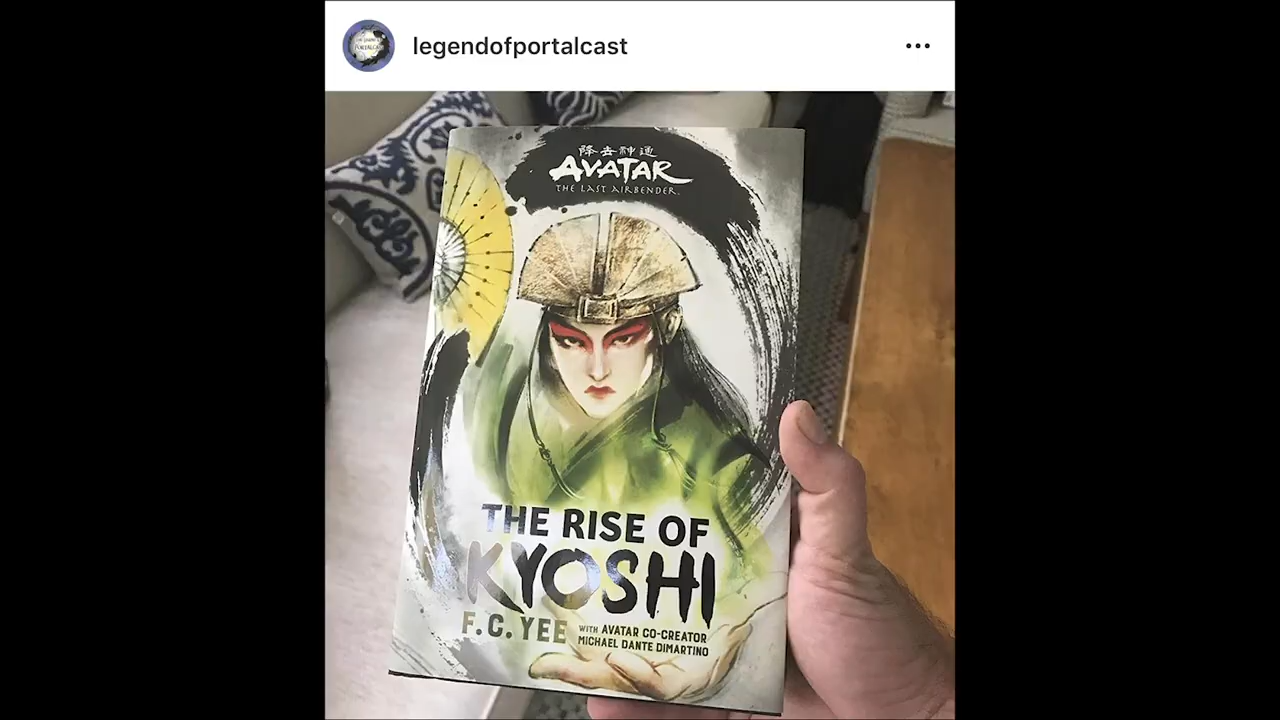 legendofportalcast
降去神通
AVATAR
THE LAST AIRBENDER
THE RISE OF
KYOSHI
F.C. YEE
WITH AVATAR CO-CREATOR
MICHAEL DANTE DIMARTINO